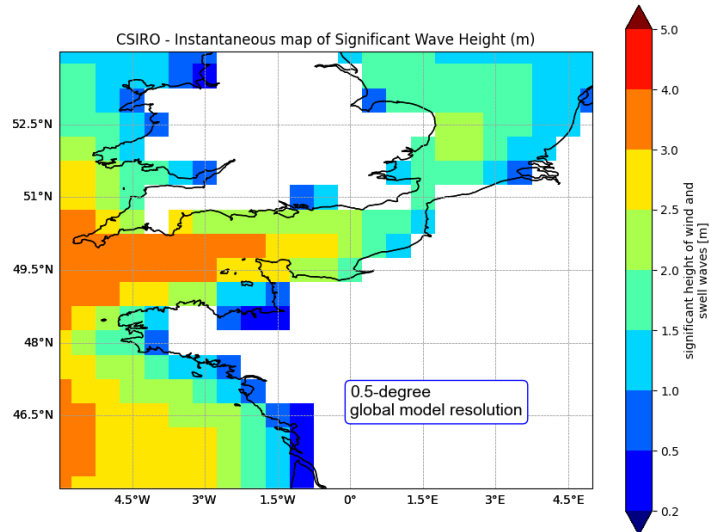 CSIRO - Instantaneous map of Significant Wave Height (m)
52.5°N
51°N
49.5°N
48°N
46.5°N
4.5°W 3°W 1.5°W 0° 1.5°E 3°E 4.5°E
0.5-degree
global model resolution
5.0
4.0
3.0
2.5
2.0
1.5
1.0
0.5
0.2
significant height of wind and
swell waves [m]